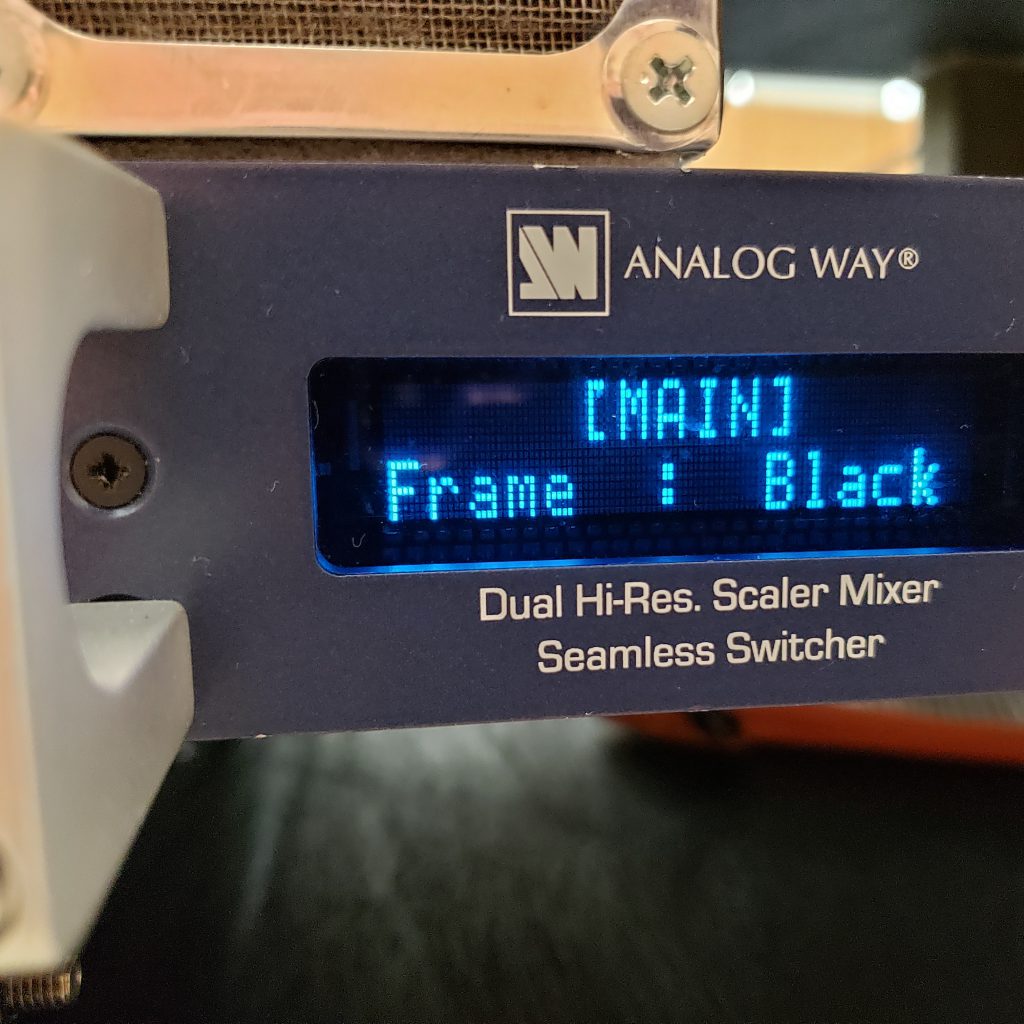 ANALOG WAY®
[MAIN]
Frame : Black
Dual Hi-Res. Scaler Mixer
Seamless Switcher